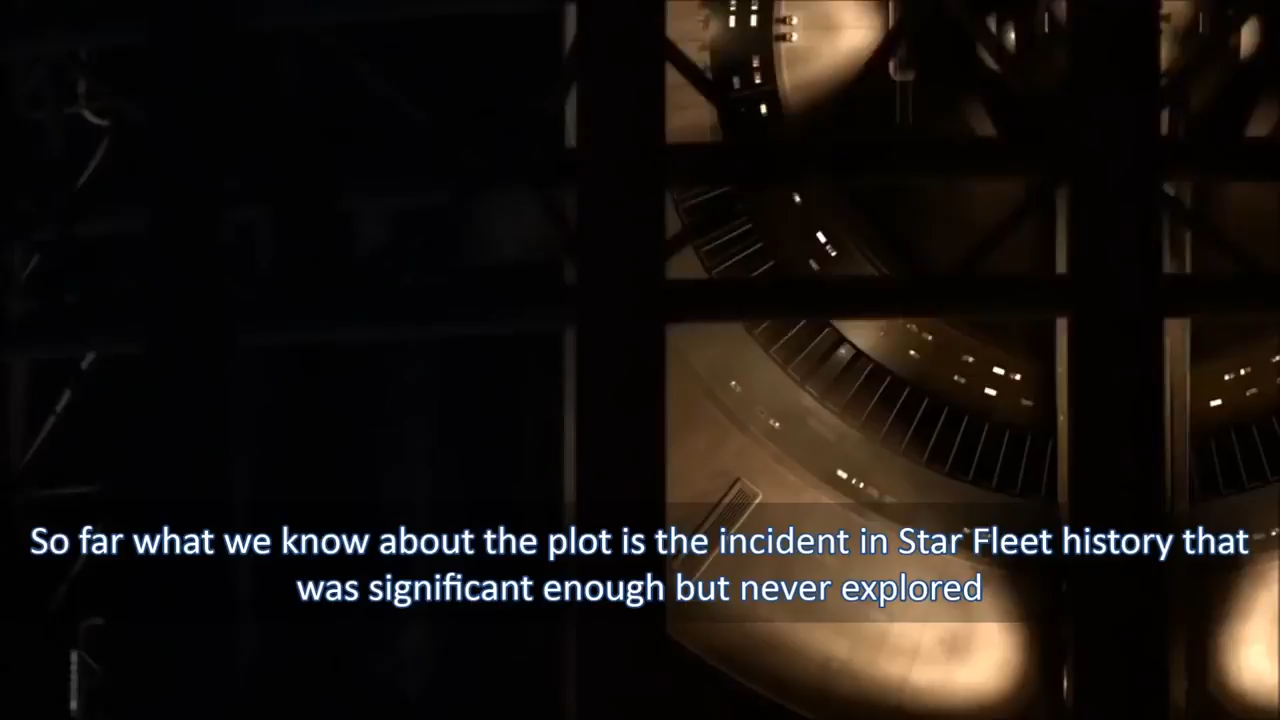 So far what we know about the plot is the incident in Star Fleet history that
was significant enough but never explored